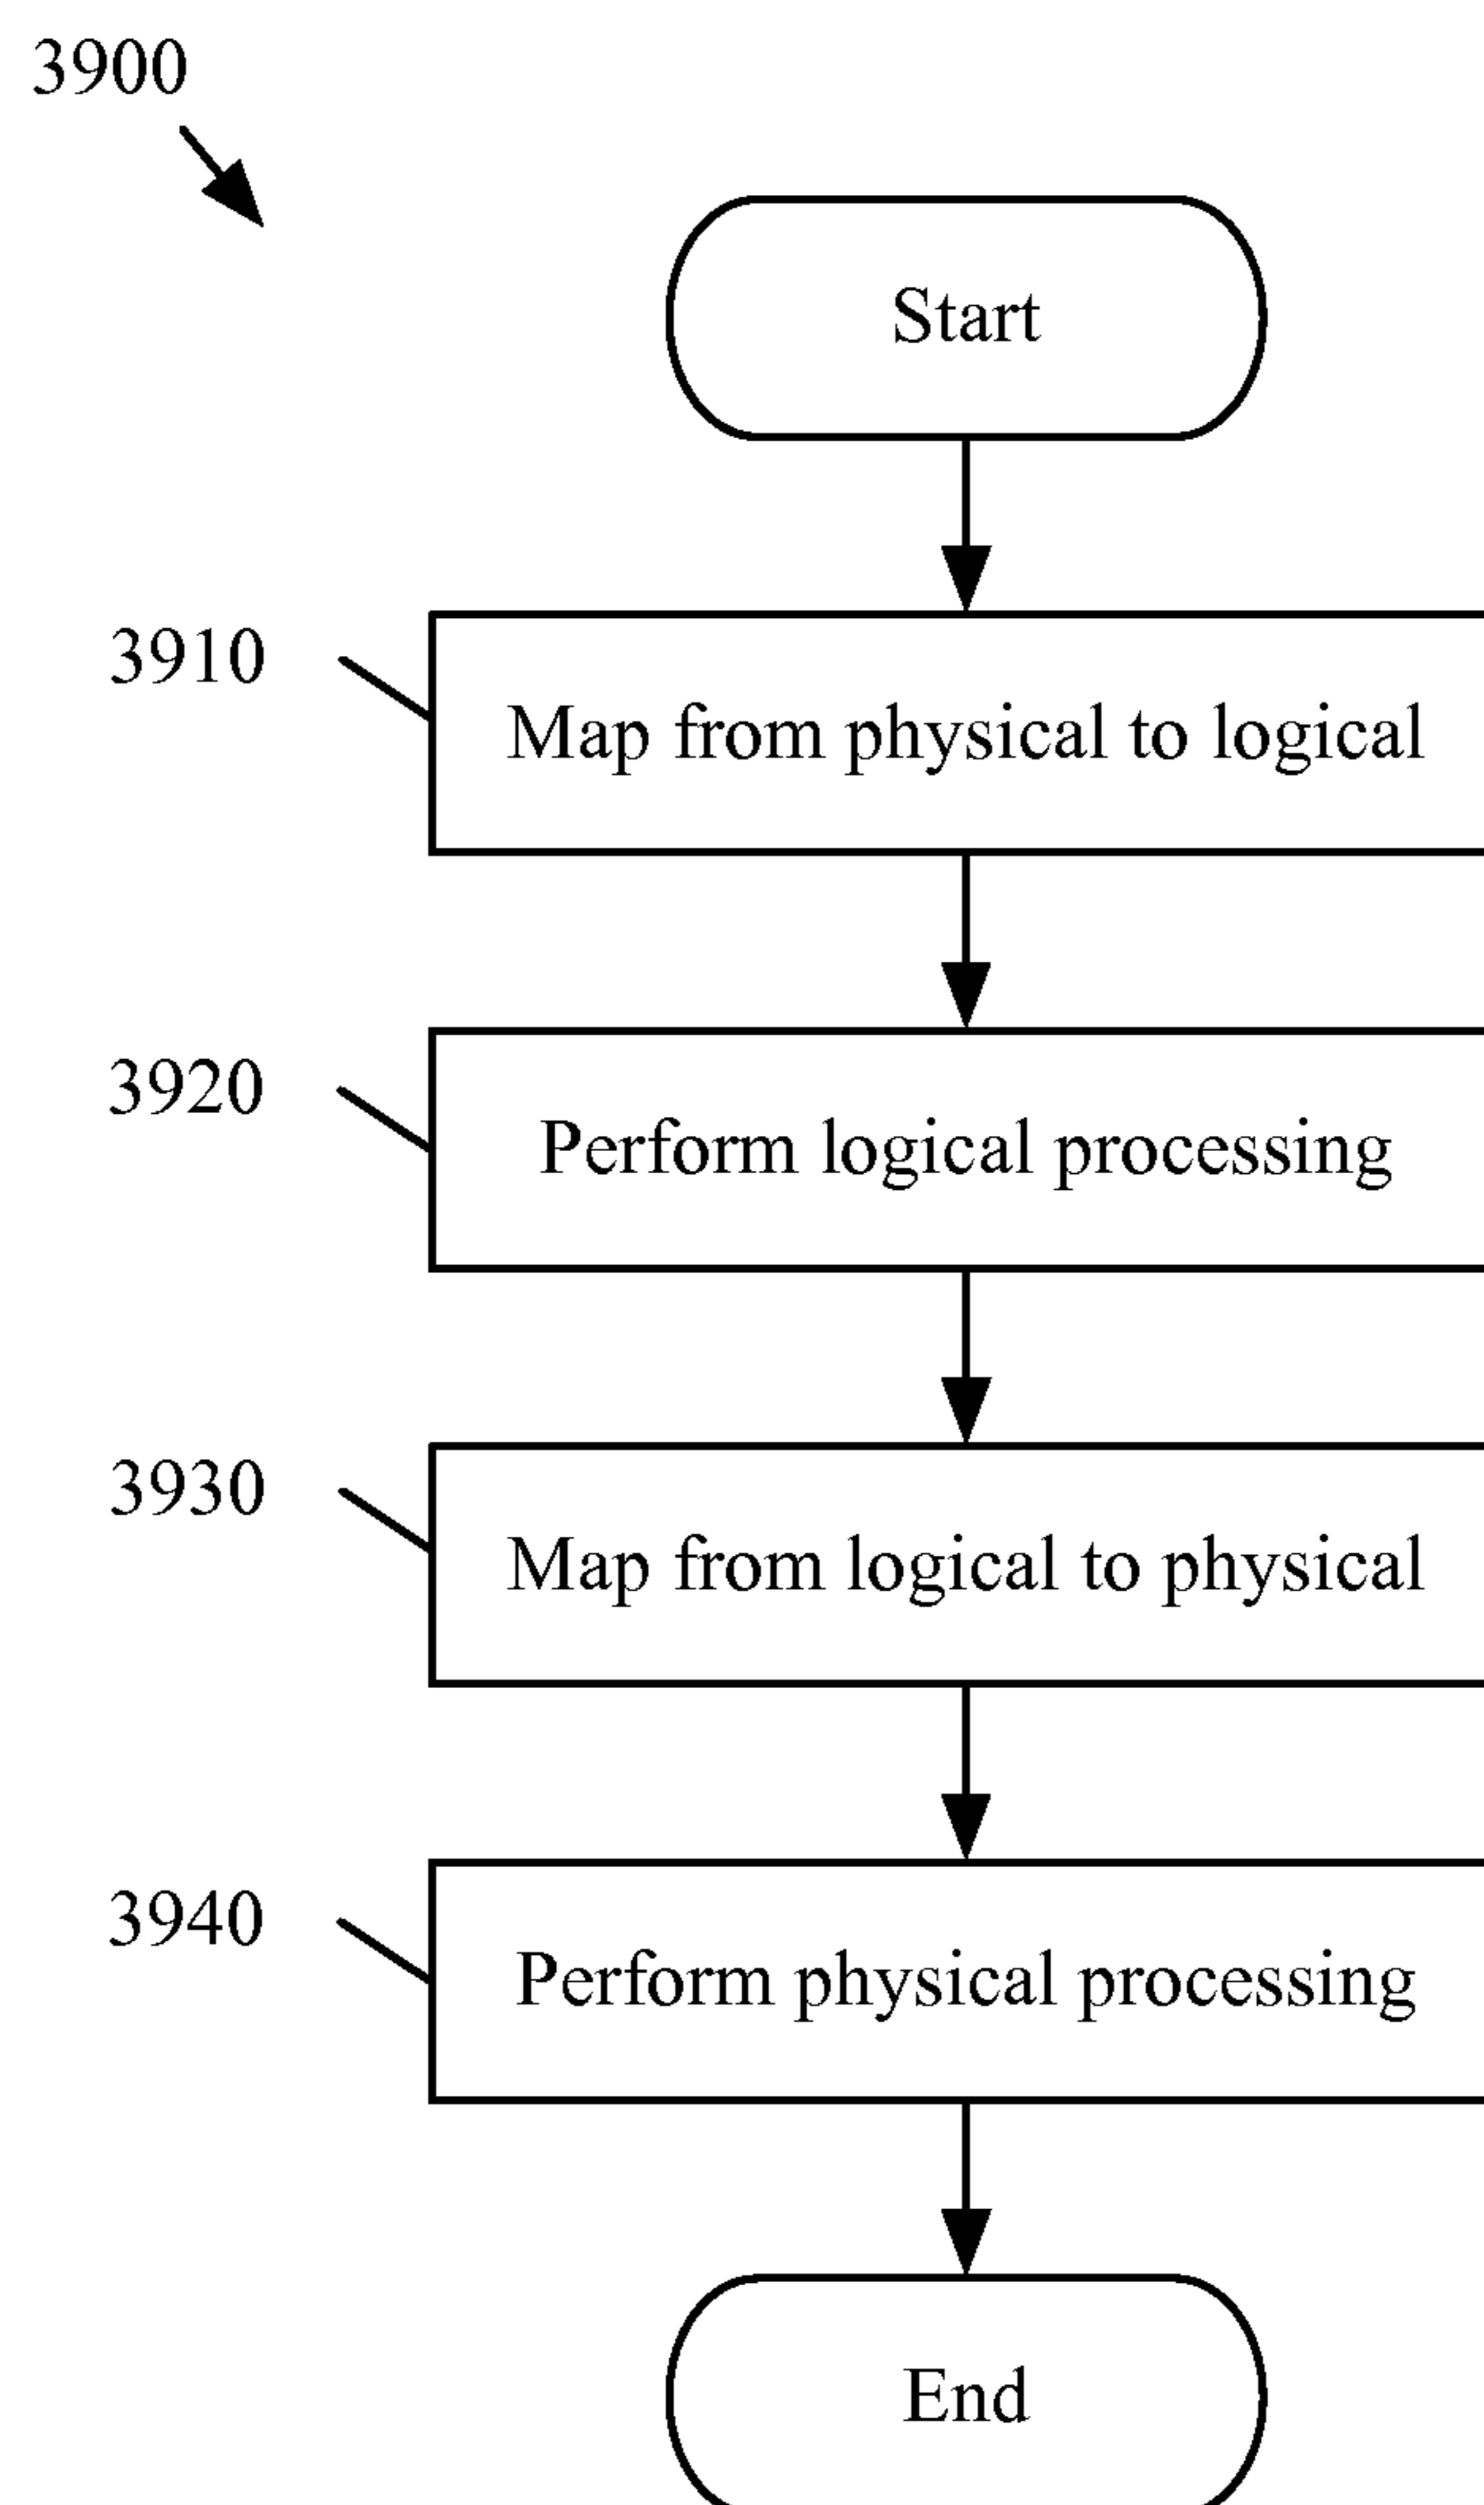 3900
Start
3910
Map from physical to logical
3920
Perform logical processing
3930
Map from logical to physical
3940
Perform physical processing
End